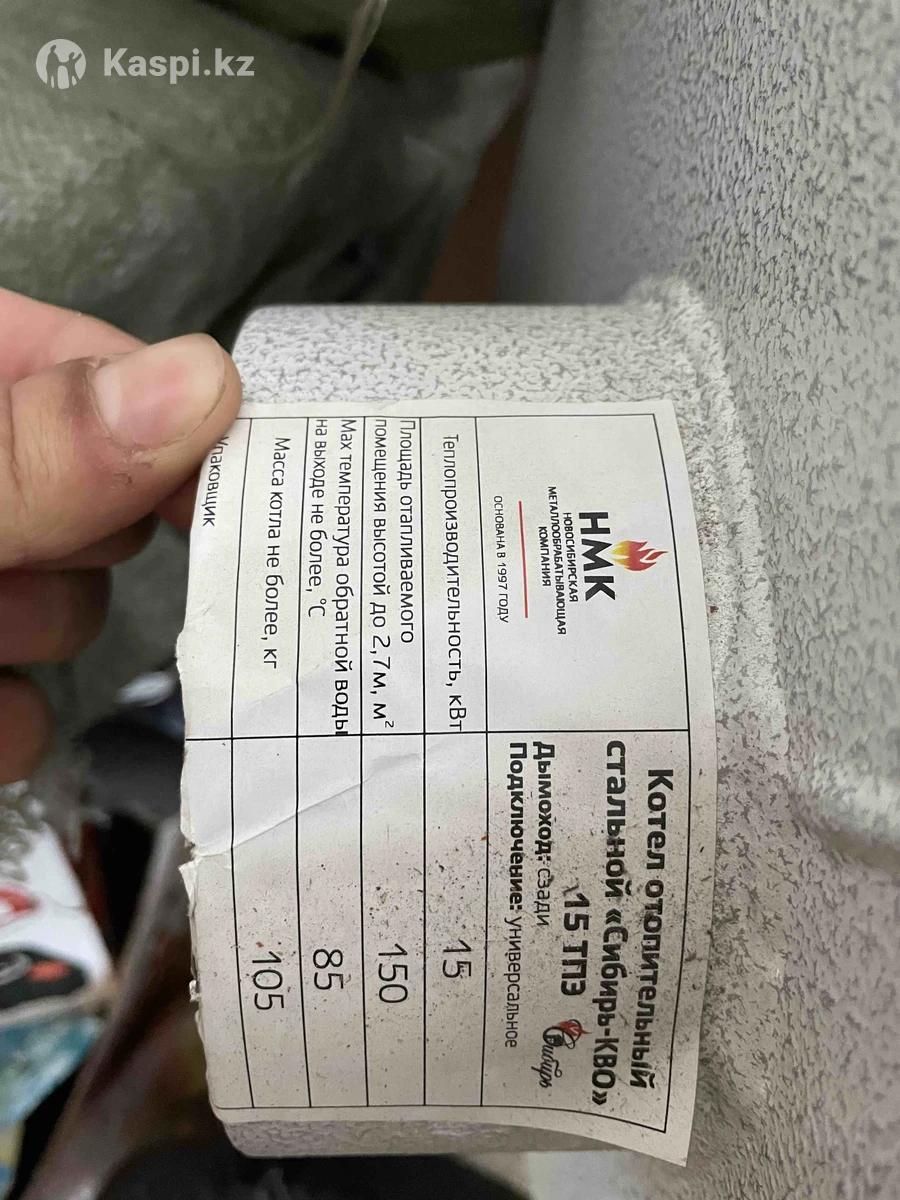 Kaspi.kz
НМК
НОВОСИБИРСКАЯ
МЕТАЛЛООБРАБАТЫВАЮЩАЯ
КОМПАНИЯ
ОСНОВАНА В 1997 ГОДУ
Котел отопительный
стальной «Сибирь-КВО»
15 ТПЭ
Сибирь
Дымоход: сзади
Подключение: универсальное
Теплопроизводительность, кВт 15
Площадь отапливаемого
помещения высотой до 2,7м, м² 150
Мах температура обратной воды
на выходе не более, °С 85
Масса котла не более, кг 105
Упаковщик